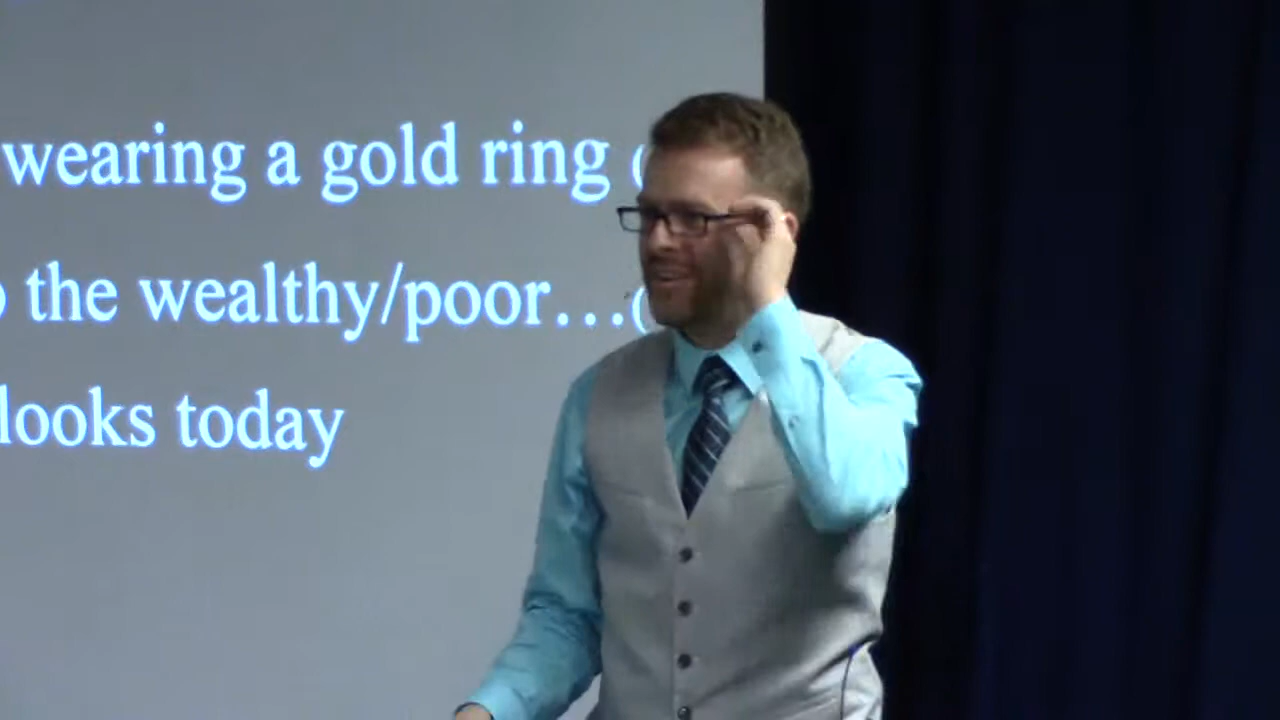 wearing a gold ring
the wealthy/poor…
looks today